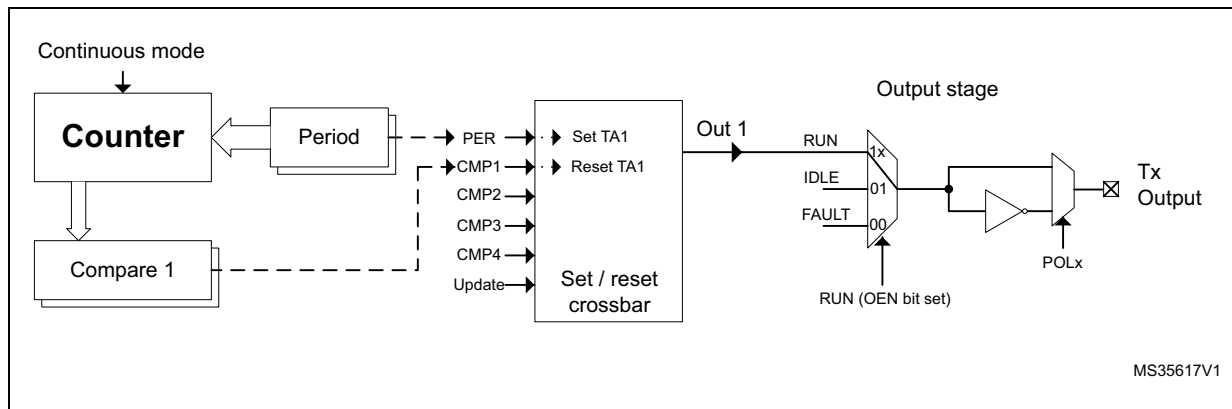 Continuous mode
Counter
Period
Compare 1
PER
CMP1
CMP2
CMP3
CMP4
Update
Set TA1
Reset TA1
Set / reset
crossbar
Out 1
Output stage
RUN
IDLE
FAULT
1x
01
00
RUN (OEN bit set)
POLx
Tx
Output
MS35617V1